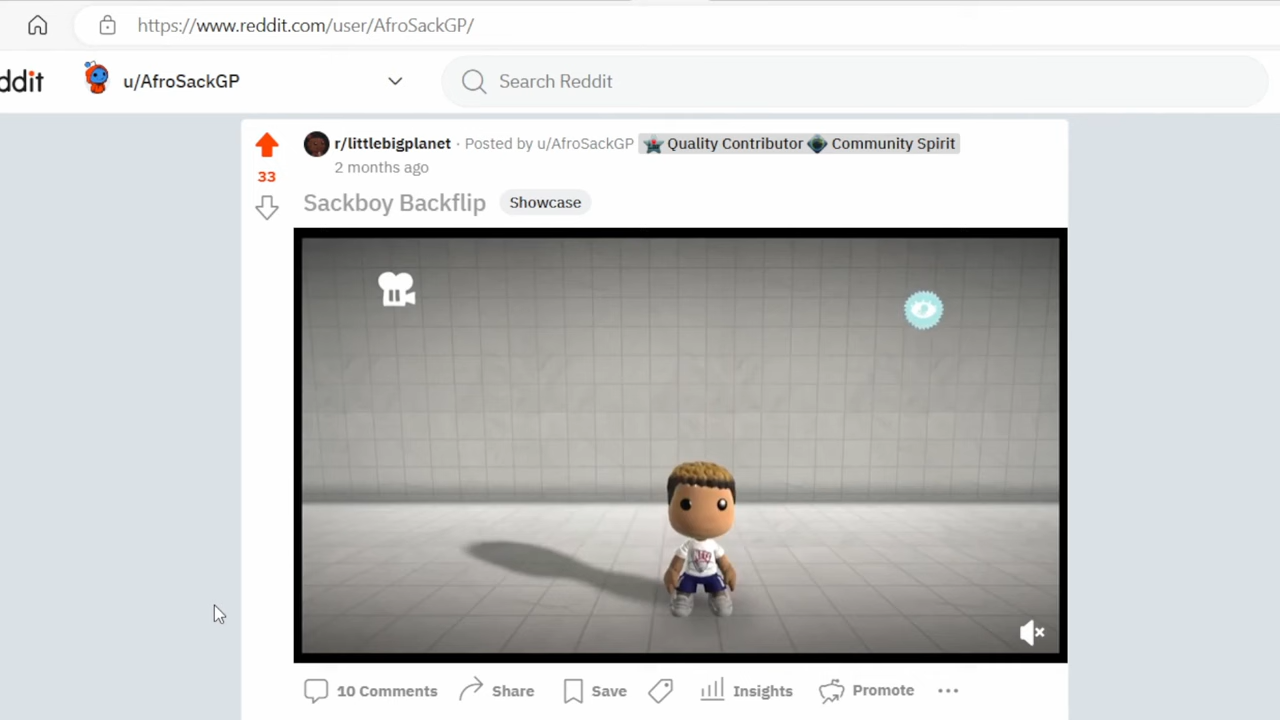 https://www.reddit.com/user/AfroSackGP/
ddit u/AfroSackGP Search Reddit
r/littlebigplanet · Posted by u/AfroSackGP Quality Contributor Community Spirit
2 months ago
33
Sackboy Backflip Showcase
10 Comments Share Save Insights Promote